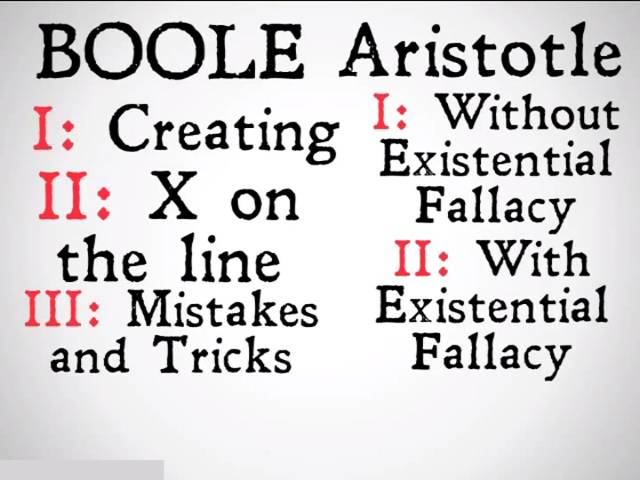 BOOLE
I: Creating
II: X on
the line
III: Mistakes
and Tricks
Aristotle
I: Without
Existential
Fallacy
II: With
Existential
Fallacy